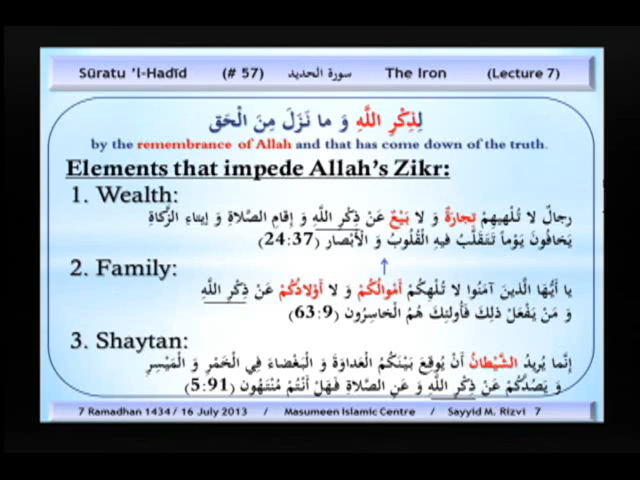 Sūratu 'l-Hadīd (# 57) سورة الحديد The Iron (Lecture 7)
لِذِكْرِ اللَّهِ وَ ما نَزَلَ مِنَ الْحَق
by the remembrance of Allah and that has come down of the truth.
Elements that impede Allah's Zikr:
1. Wealth:
رِجالٌ لا تُلْهيهِمْ تِجارَةٌ وَ لا بَيْعٌ عَنْ ذِكْرِ اللَّهِ وَ إِقامِ الصَّلاةِ وَ إيتاءِ الزَّكاةِ
يَخافُونَ يَوْماً تَتَقَلَّبُ فيهِ الْقُلُوبُ وَ الْأَبْصار (24:37)
2. Family:
يا أَيُّهَا الَّذينَ آمَنُوا لا تُلْهِكُمْ أَمْوالُكُمْ وَ لا أَوْلادُكُمْ عَنْ ذِكْرِ اللَّهِ
وَ مَنْ يَفْعَلْ ذلِكَ فَأُولئِكَ هُمُ الْخاسِرُون (63:9)
3. Shaytan:
إِنَّما يُريدُ الشَّيْطانُ أَنْ يُوقِعَ بَيْنَكُمُ الْعَداوَةَ وَ الْبَغْضاءَ فِي الْخَمْرِ وَ الْمَيْسِرِ
وَ يَصُدَّكُمْ عَنْ ذِكْرِ اللَّهِ وَ عَنِ الصَّلاةِ فَهَلْ أَنْتُمْ مُنْتَهُون (5:91)
7 Ramadhan 1434 / 16 July 2013 / Masumeen Islamic Centre / Sayyid M. Rizvi 7